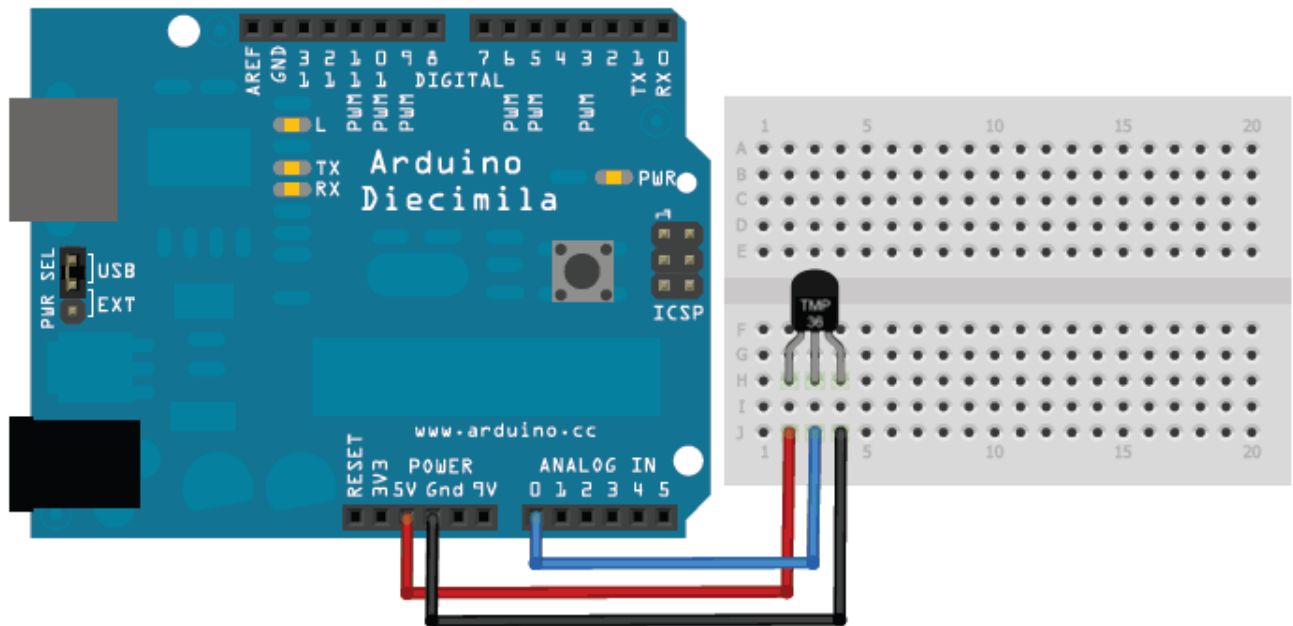 AREF
GND
13
12
11
10
9
8
7
6
5
4
3
2
1
0
TX
RX
DIGITAL
PWM
PWM
PWM
PWM
PWM
PWM
L
TX
RX
Arduino
Diecimila
PWR
1
PWR SEL
USB
EXT
ICSP
www.arduino.cc
RESET
3V3
POWER
5V Gnd 9V
ANALOG IN
0 1 2 3 4 5
1 5 10 15 20
A
B
C
D
E
TMP
36
F
G
H
I
J
1 5 10 15 20